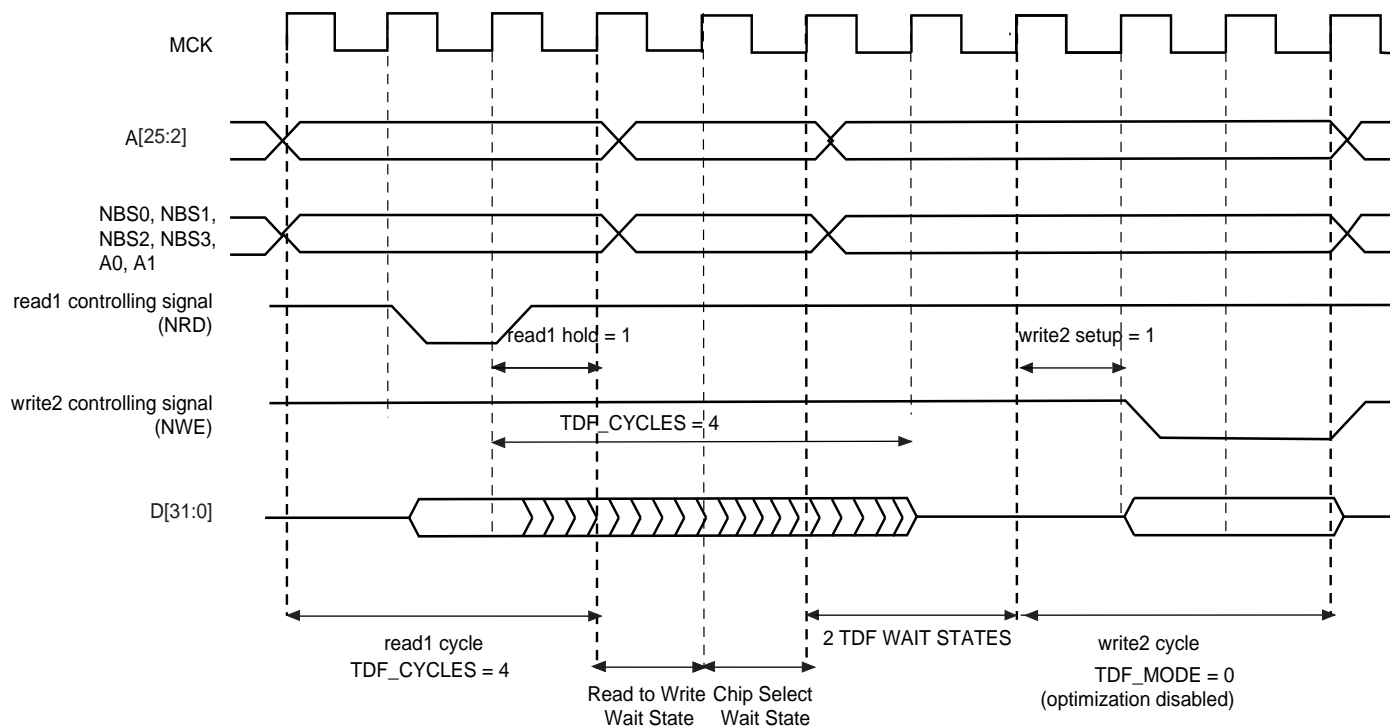 MCK
A[25:2]
NBS0, NBS1,
NBS2, NBS3,
A0, A1
read1 controlling signal
(NRD)
read1 hold = 1
write2 setup = 1
write2 controlling signal
(NWE)
TDF_CYCLES = 4
D[31:0]
read1 cycle
TDF_CYCLES = 4
2 TDF WAIT STATES
write2 cycle
TDF_MODE = 0
(optimization disabled)
Read to Write
Wait State
Chip Select
Wait State